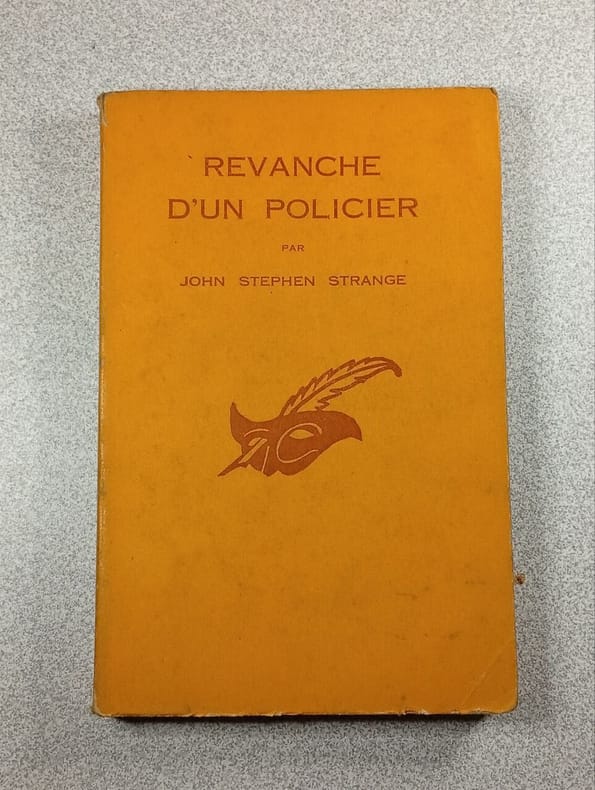 REVANCHE
D'UN POLICIER
PAR
JOHN STEPHEN STRANGE